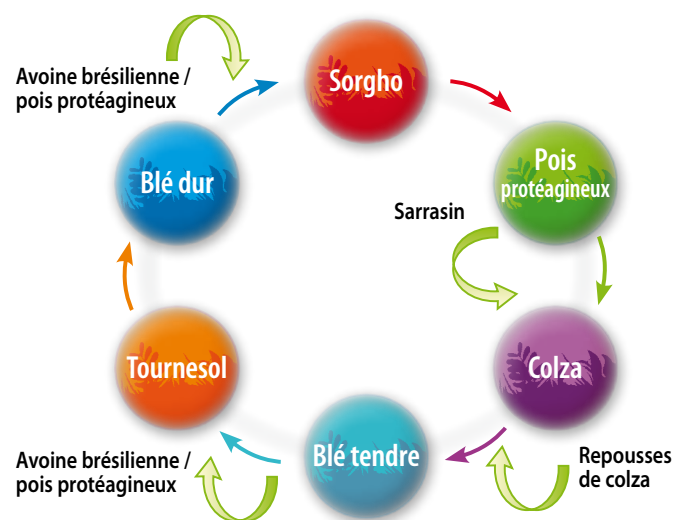 Avoine brésilienne /
pois protéagineux
Sorgho
Blé dur
Pois
protéagineux
Sarrasin
Tournesol
Colza
Blé tendre
Avoine brésilienne /
pois protéagineux
Repousses
de colza